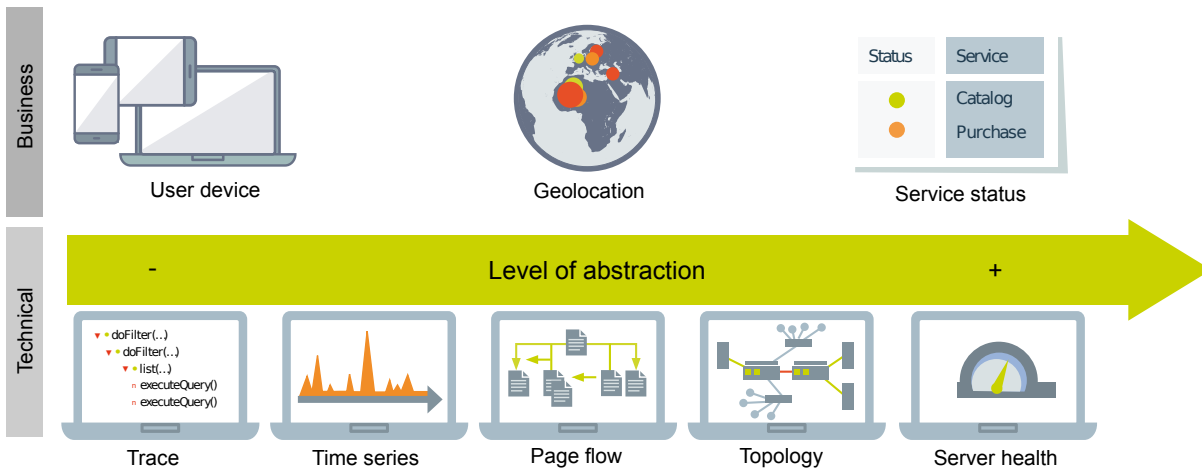 Business
User device
Geolocation
Status Service
Catalog
Purchase
Service status
Technical
- Level of abstraction +
doFilter(...)
doFilter(...)
list(...)
n executeQuery()
n executeQuery()
Trace
Time series
Page flow
Topology
Server health